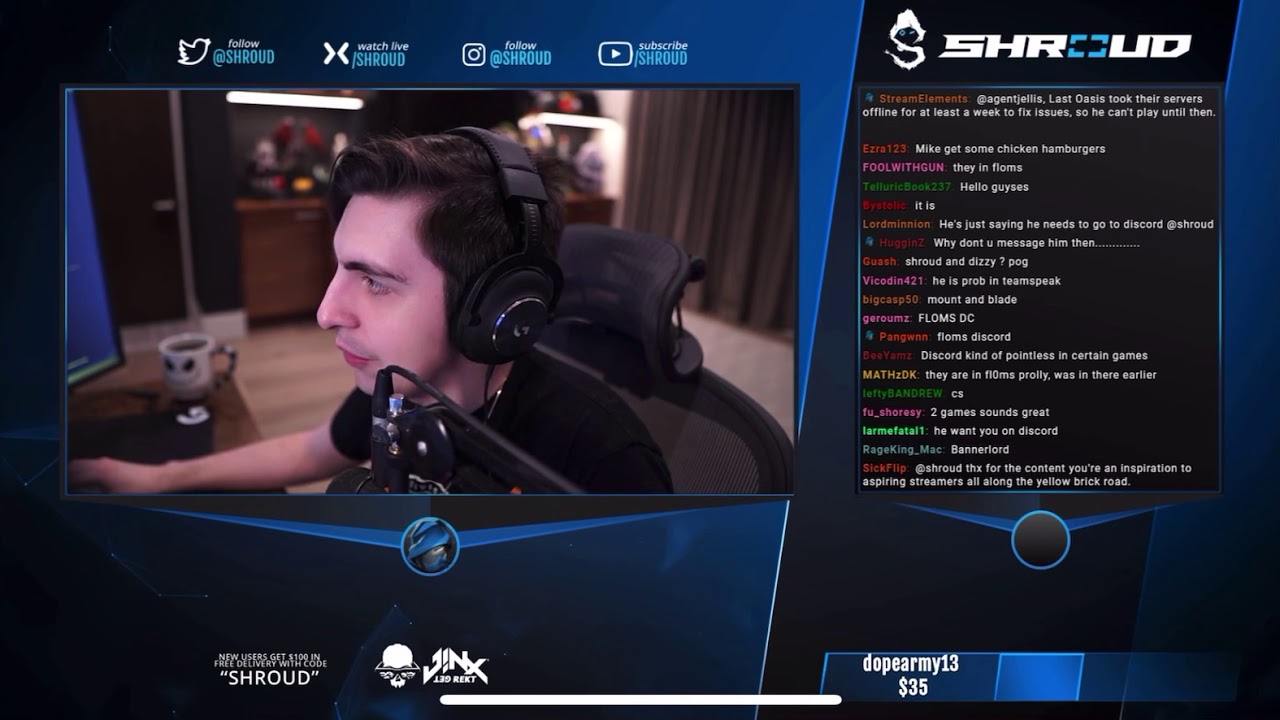 follow
@SHROUD
watch live
/SHROUD
follow
@SHROUD
subscribe
/SHROUD
SHROUD
StreamElements: @agentjellis, Last Oasis took their servers
offline for at least a week to fix issues, so he can't play until then.
Ezra123: Mike get some chicken hamburgers
FOOLWITHGUN: they in floms
TelluricBook237: Hello guyses
Bystolic: it is
Lordminnion: He's just saying he needs to go to discord @shroud
HugginZ: Why dont u message him then............
Guash: shroud and dizzy ? pog
Vicodin421: he is prob in teamspeak
bigcasp50: mount and blade
geroumz: FLOMS DC
Pangwnn: floms discord
BeeYamz: Discord kind of pointless in certain games
MATHzDK: they are in fl0ms prolly, was in there earlier
leftyBANDREW: cs
fu_shoresy: 2 games sounds great
larmefatal1: he want you on discord
RageKing_Mac: Bannerlord
SickFlip: @shroud thx for the content you're an inspiration to
aspiring streamers all along the yellow brick road.
G
NEW USERS GET $100 IN
FREE DELIVERY WITH CODE
“SHROUD”
JINX
GET REKT
dopearmy13
$35